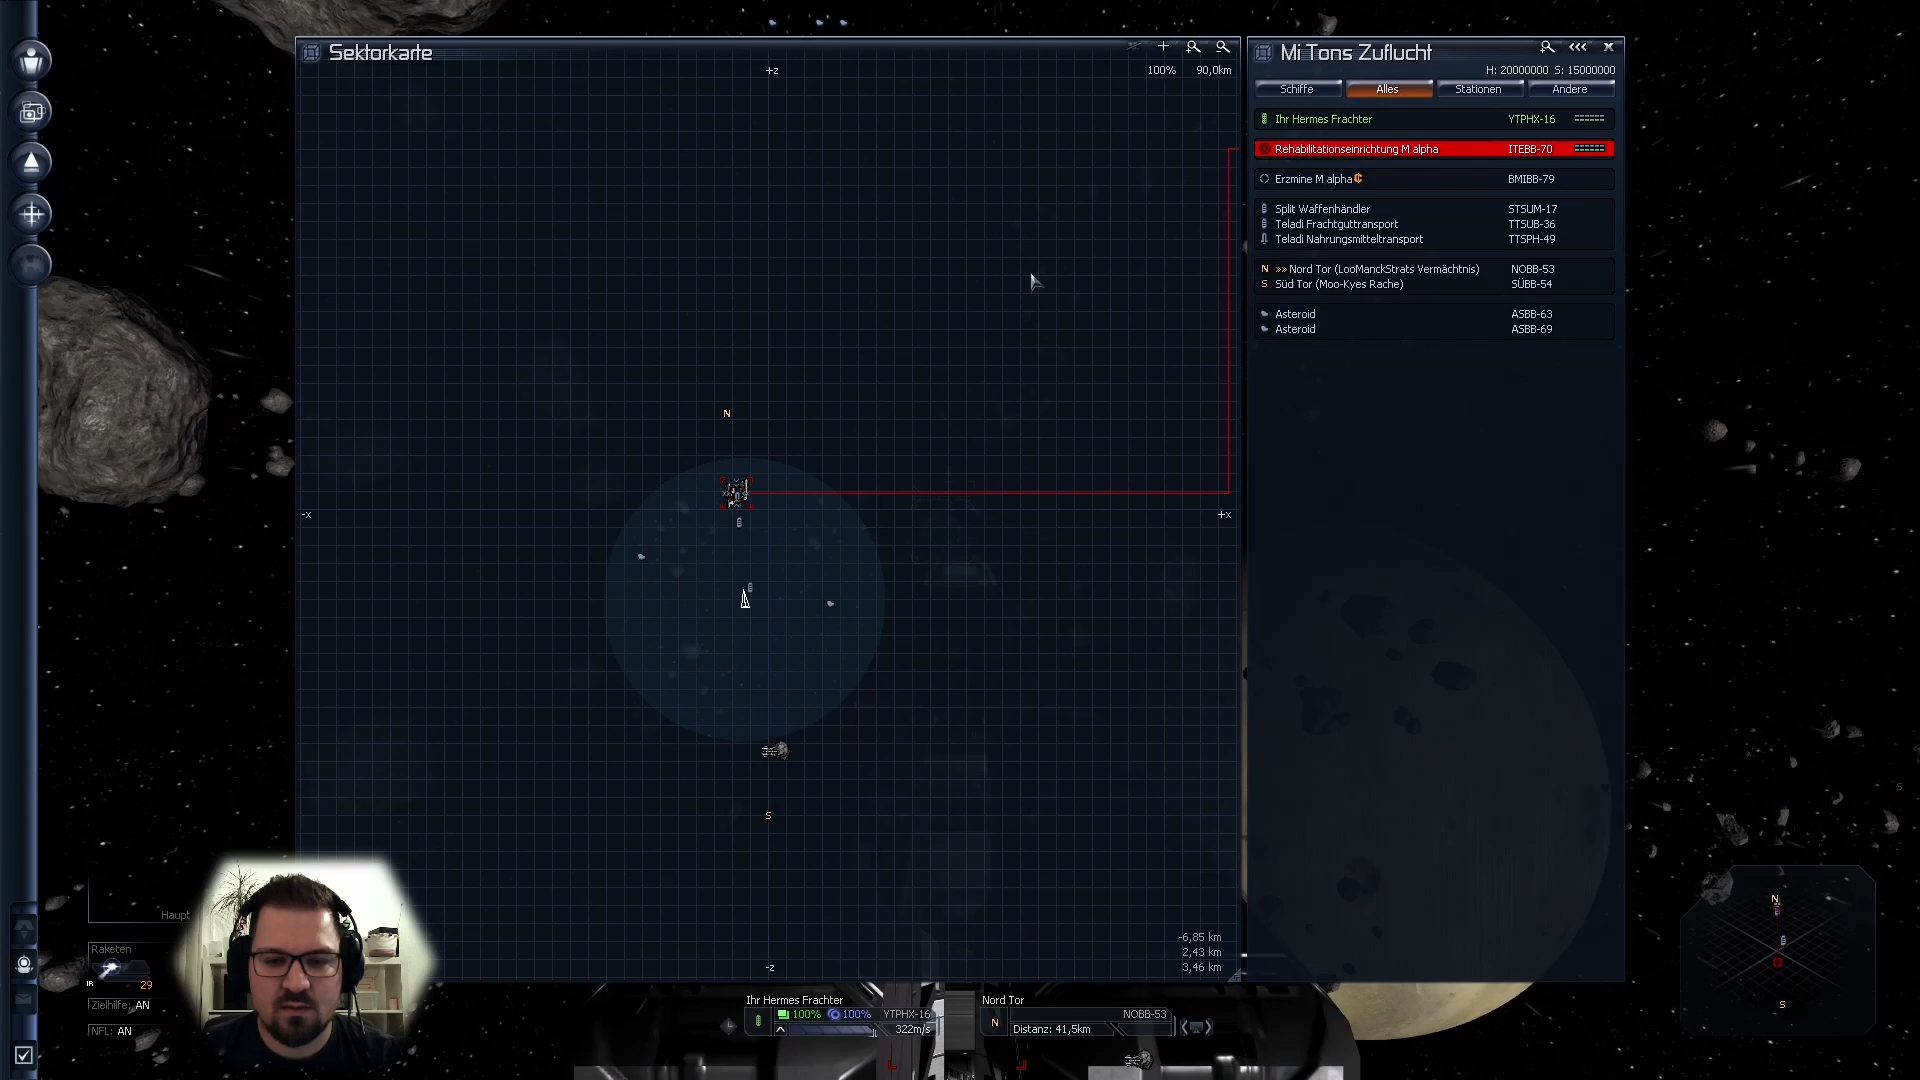 Sektorkarte
+z
100%
90,0km
-x
+x
N
S
-z
-6,85 km
2,43 km
3,46 km
Mi Tons Zuflucht
H: 20000000 S: 15000000
Schiffe
Alles
Stationen
Andere
Ihr Hermes Frachter YTPHX-16
Rehabilitationseinrichtung M alpha ITEBB-70
Erzmine M alpha BMIBB-79
Split Waffenhändler STSUM-17
Teladi Frachtguttransport TTSUB-36
Teladi Nahrungsmitteltransport TTSPH-49
N »» Nord Tor (LooManckStrats Vermächtnis) NOBB-53
S Süd Tor (Moo-Kyes Rache) SÜBB-54
Asteroid ASBB-63
Asteroid ASBB-69
S
Haupt
Raketen
IR 29
Zielhilfe: AN
NFL: AN
Ihr Hermes Frachter
100% 100% YTPHX-16
322m/s
Nord Tor
N NOBB-53
Distanz: 41,5km
N
S